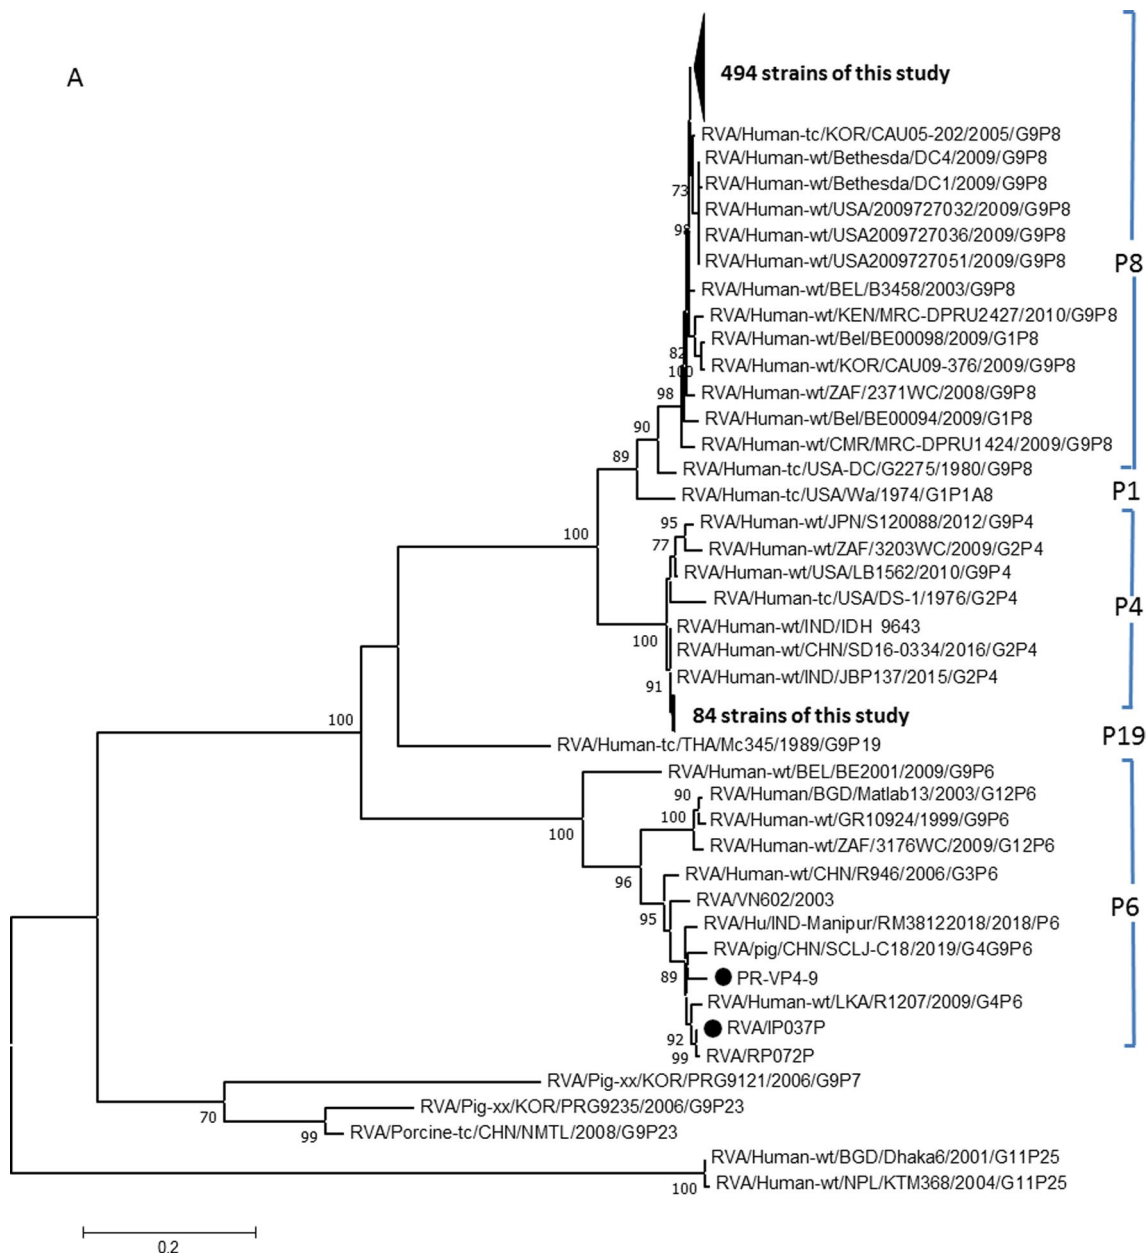 A
494 strains of this study
RVA/Human-tc/KOR/CAU05-202/2005/G9P8
RVA/Human-wt/Bethesda/DC4/2009/G9P8
RVA/Human-wt/Bethesda/DC1/2009/G9P8
73
RVA/Human-wt/USA/2009727032/2009/G9P8
98
RVA/Human-wt/USA2009727036/2009/G9P8
RVA/Human-wt/USA2009727051/2009/G9P8
P8
RVA/Human-wt/BEL/B3458/2003/G9P8
RVA/Human-wt/KEN/MRC-DPRU2427/2010/G9P8
RVA/Human-wt/Bel/BE00098/2009/G1P8
82
RVA/Human-wt/KOR/CAU09-376/2009/G9P8
100
RVA/Human-wt/ZAF/2371WC/2008/G9P8
98
RVA/Human-wt/Bel/BE00094/2009/G1P8
90
RVA/Human-wt/CMR/MRC-DPRU1424/2009/G9P8
89
RVA/Human-tc/USA-DC/G2275/1980/G9P8
RVA/Human-tc/USA/Wa/1974/G1P1A8
P1
95
RVA/Human-wt/JPN/S120088/2012/G9P4
100
77
RVA/Human-wt/ZAF/3203WC/2009/G2P4
RVA/Human-wt/USA/LB1562/2010/G9P4
RVA/Human-tc/USA/DS-1/1976/G2P4
P4
RVA/Human-wt/IND/IDH 9643
100
RVA/Human-wt/CHN/SD16-0334/2016/G2P4
RVA/Human-wt/IND/JBP137/2015/G2P4
91
84 strains of this study
100
P19
RVA/Human-tc/THA/Mc345/1989/G9P19
RVA/Human-wt/BEL/BE2001/2009/G9P6
90
RVA/Human/BGD/Matlab13/2003/G12P6
100
RVA/Human-wt/GR10924/1999/G9P6
100
RVA/Human-wt/ZAF/3176WC/2009/G12P6
96
RVA/Human-wt/CHN/R946/2006/G3P6
RVA/VN602/2003
P6
95
RVA/Hu/IND-Manipur/RM38122018/2018/P6
RVA/pig/CHN/SCLJ-C18/2019/G4G9P6
89
PR-VP4-9
RVA/Human-wt/LKA/R1207/2009/G4P6
RVA/IP037P
92
99
RVA/RP072P
RVA/Pig-xx/KOR/PRG9121/2006/G9P7
70
RVA/Pig-xx/KOR/PRG9235/2006/G9P23
99
RVA/Porcine-tc/CHN/NMTL/2008/G9P23
RVA/Human-wt/BGD/Dhaka6/2001/G11P25
100
RVA/Human-wt/NPL/KTM368/2004/G11P25
0.2